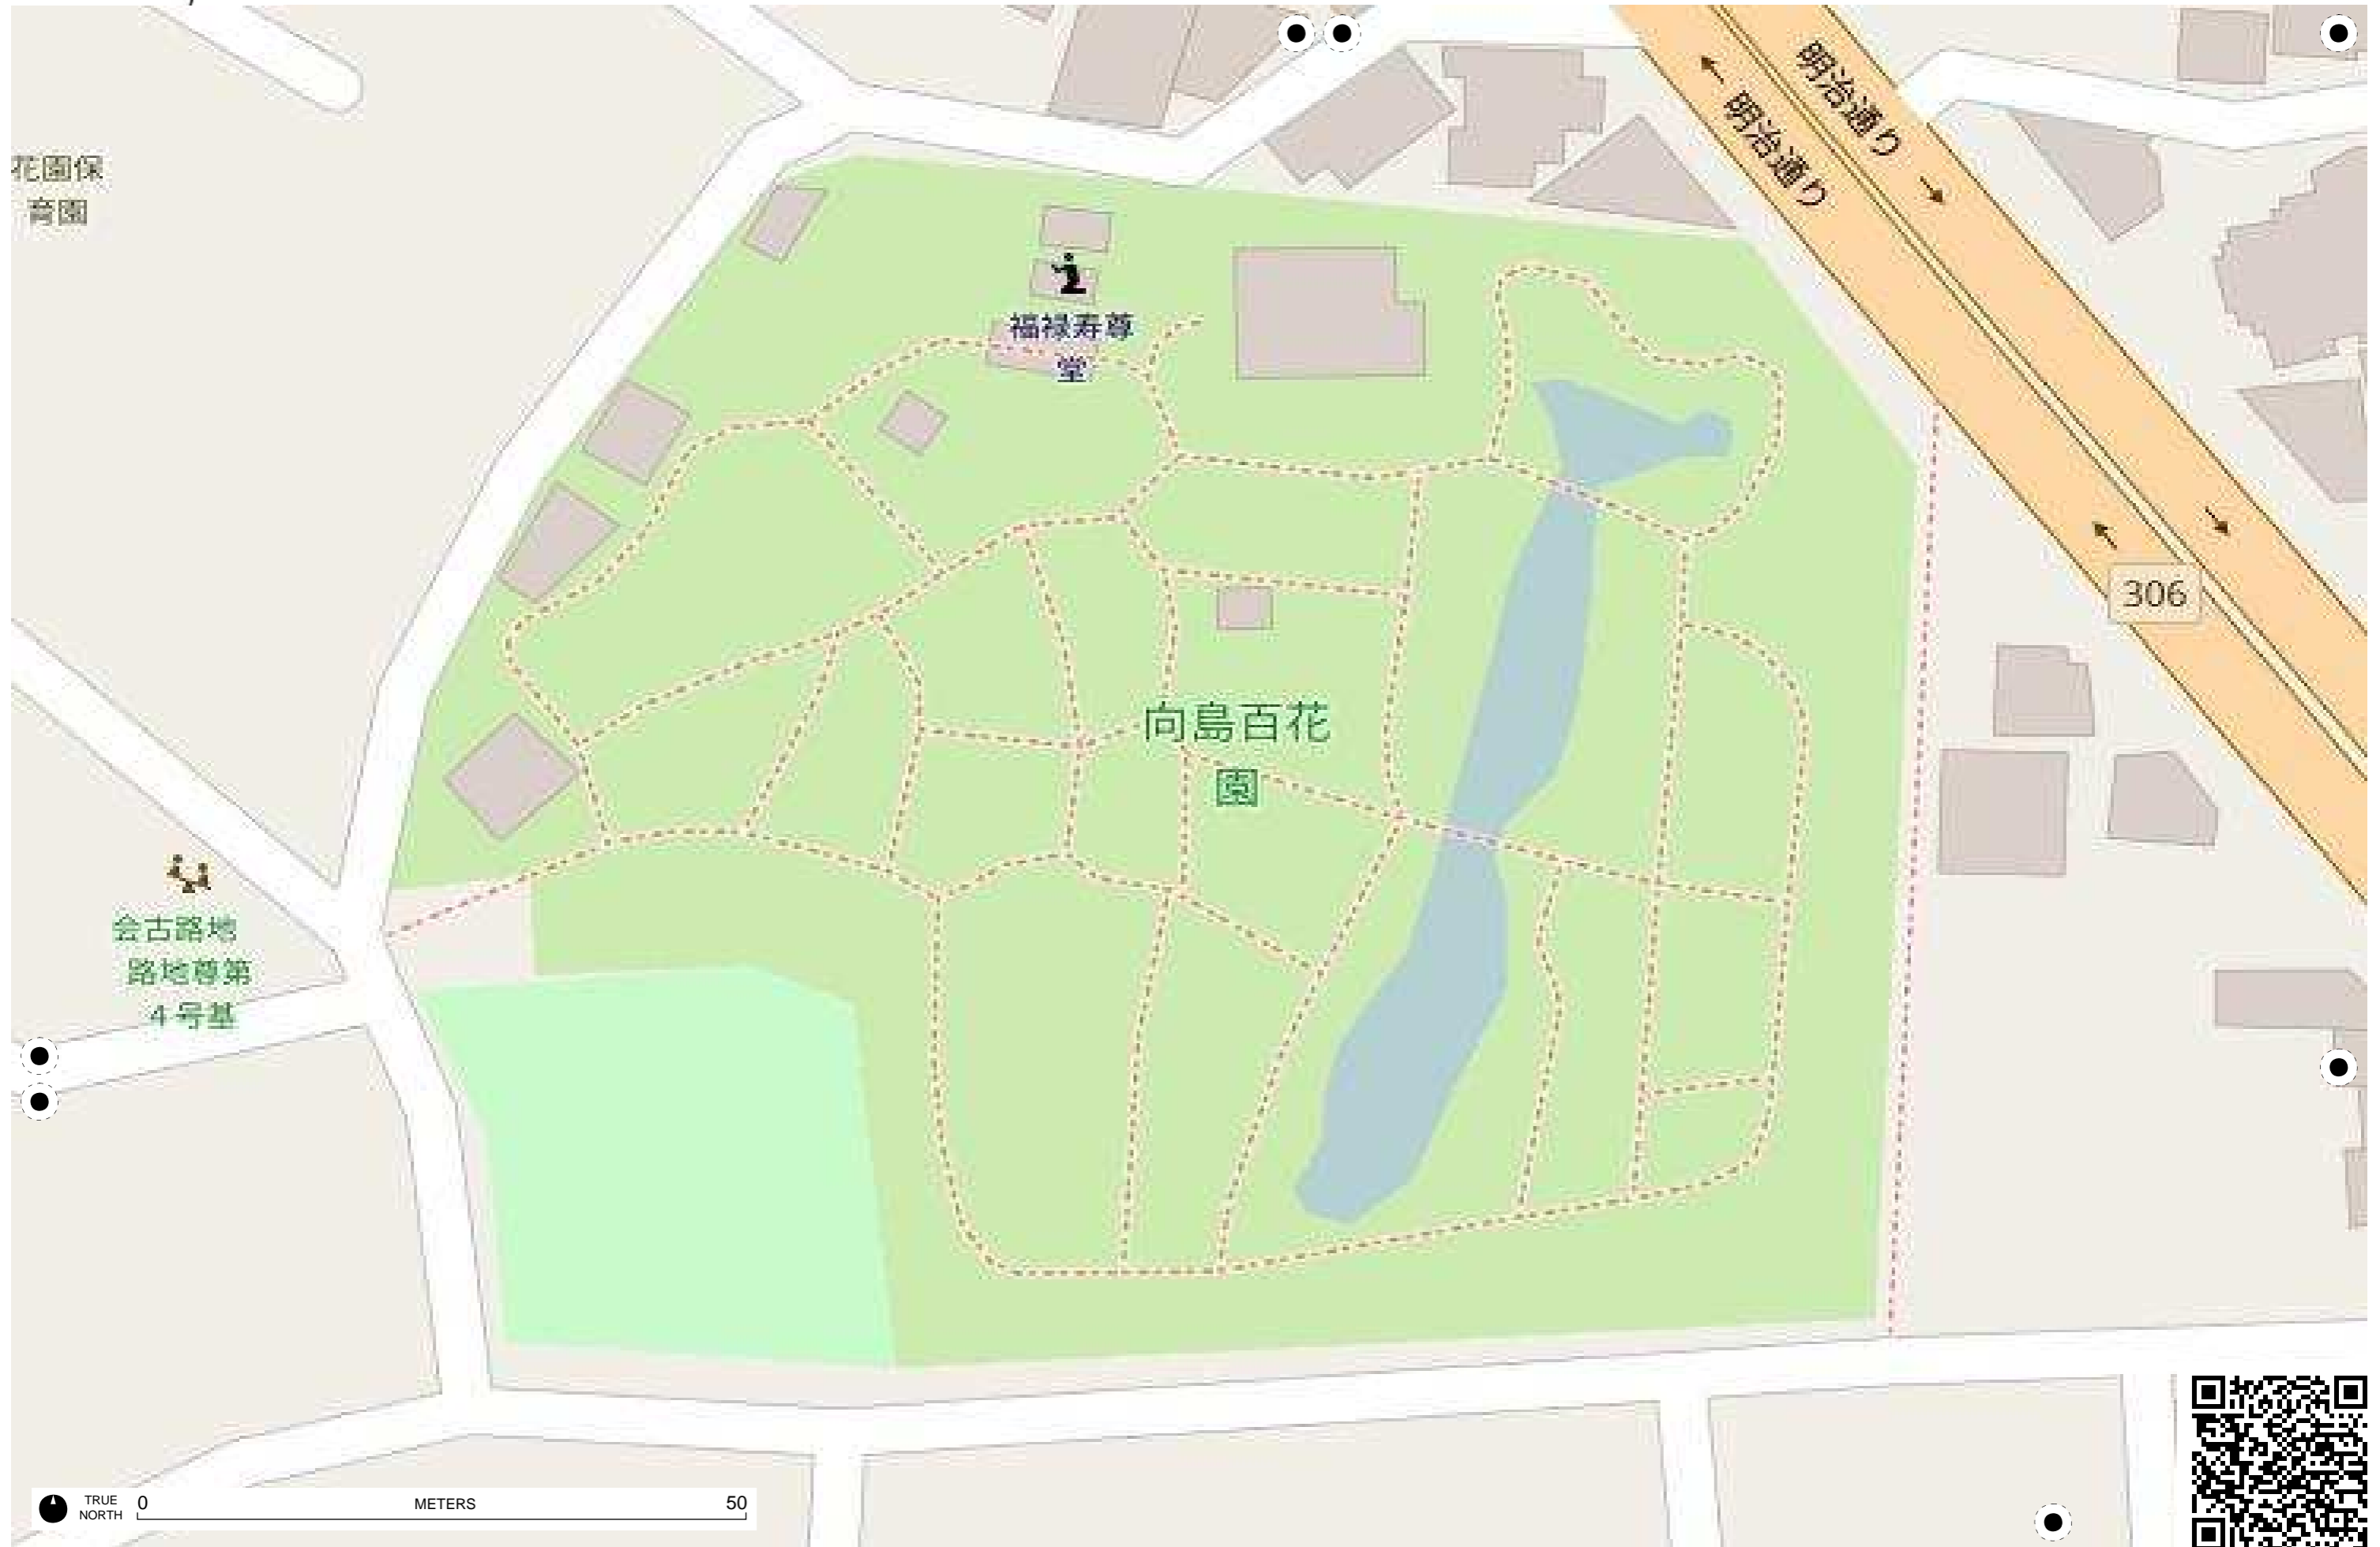 明治通り
明治通り
花園保
育園
福禄寿尊
堂
306
向島百花
園
会古路地
路地尊第
4号基
TRUE
NORTH
0
METERS
50